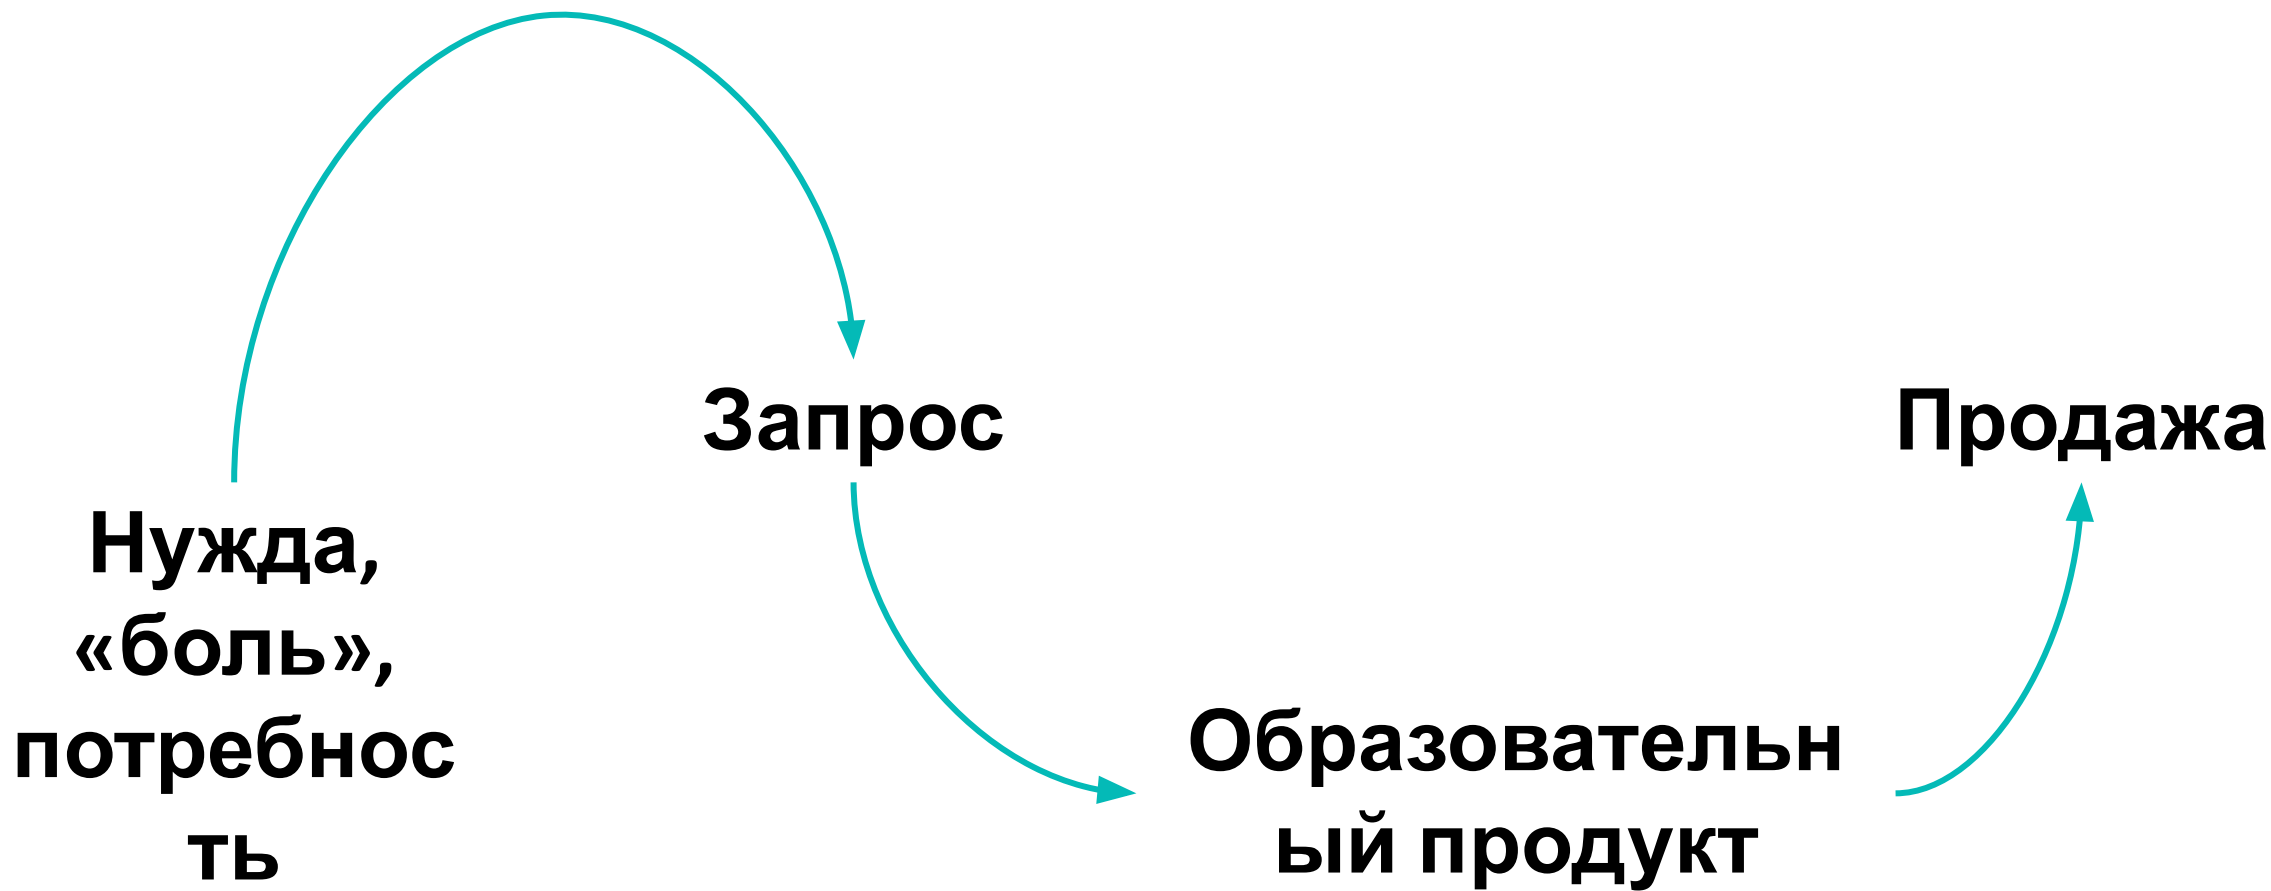 Нужда,
«боль»,
потребнос
ть
Запрос
Образовательн
ый продукт
Продажа